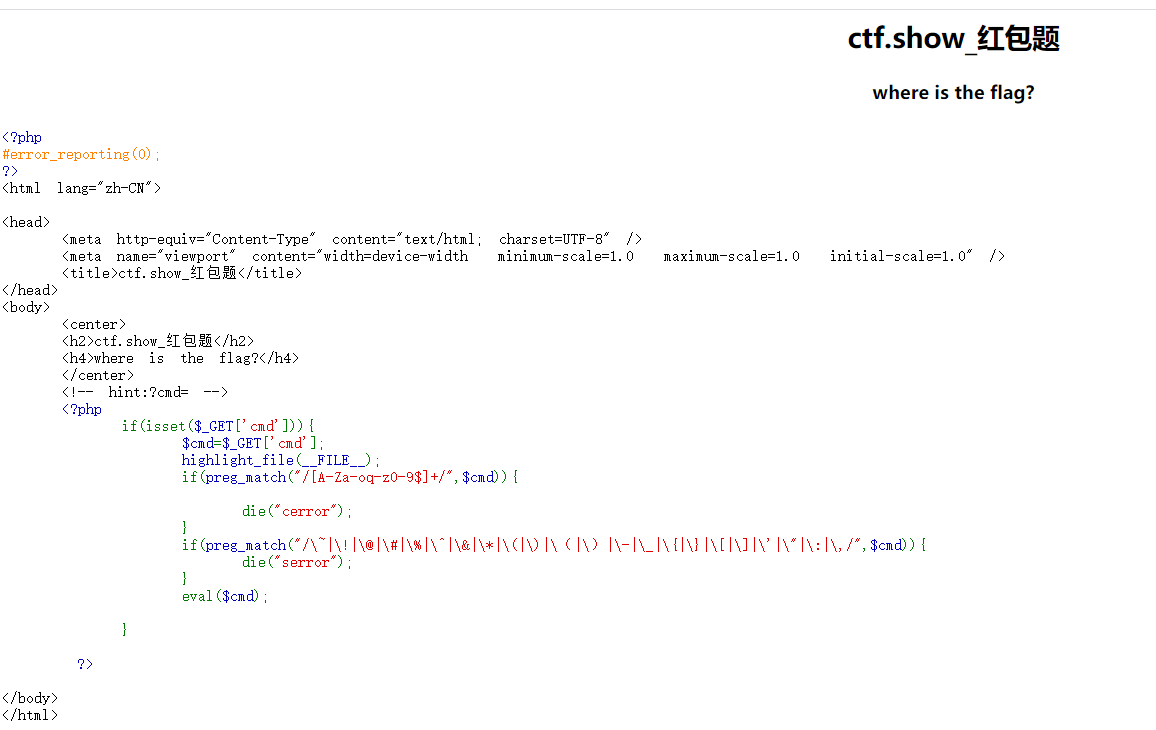 ctf.show_红包题
where is the flag?
<?php
#error_reporting(0);
?>
<html lang="zh-CN">
<head>
<meta http-equiv="Content-Type" content="text/html; charset=UTF-8" />
<meta name="viewport" content="width=device-width minimum-scale=1.0 maximum-scale=1.0 initial-scale=1.0" />
<title>ctf.show_红包题</title>
</head>
<body>
<center>
<h2>ctf.show_红包题</h2>
<h4>where is the flag?</h4>
</center>
<!-- hint:?cmd= -->
<?php
if(isset($_GET['cmd'])){
$cmd=$_GET['cmd'];
highlight_file(__FILE__);
if(preg_match("/[A-Za-oq-z0-9$]+/",$cmd)){
die("cerror");
}
if(preg_match("/\~|\!|\@|\#|\%|\^|\&|\*|\(|\)|\（|\）|\-|\_|\{|\}|\[|\]|\'|\"|\:|\,/",$cmd)){
die("serror");
}
eval($cmd);
}
?>
</body>
</html>